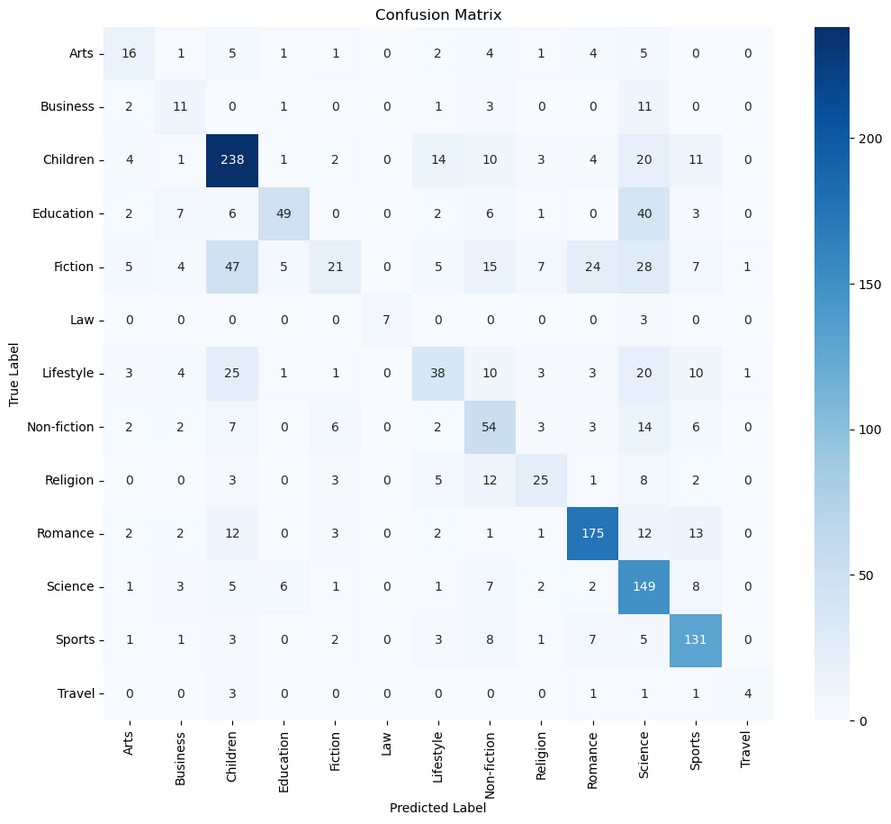 Confusion Matrix
Arts 16 1 5 1 1 0 2 4 1 4 5 0 0
Business 2 11 0 1 0 0 1 3 0 0 11 0 0
Children 4 1 238 1 2 0 14 10 3 4 20 11 0
Education 2 7 6 49 0 0 2 6 1 0 40 3 0
Fiction 5 4 47 5 21 0 5 15 7 24 28 7 1
Law 0 0 0 0 0 7 0 0 0 0 3 0 0
Lifestyle 3 4 25 1 1 0 38 10 3 3 20 10 1
Non-fiction 2 2 7 0 6 0 2 54 3 3 14 6 0
Religion 0 0 3 0 3 0 5 12 25 1 8 2 0
Romance 2 2 12 0 3 0 2 1 1 175 12 13 0
Science 1 3 5 6 1 0 1 7 2 2 149 8 0
Sports 1 1 3 0 2 0 3 8 1 7 5 131 0
Travel 0 0 3 0 0 0 0 0 0 1 1 1 4
Arts Business Children Education Fiction Law Lifestyle Non-fiction Religion Romance Science Sports Travel
Predicted Label
True Label
200
150
100
50
0